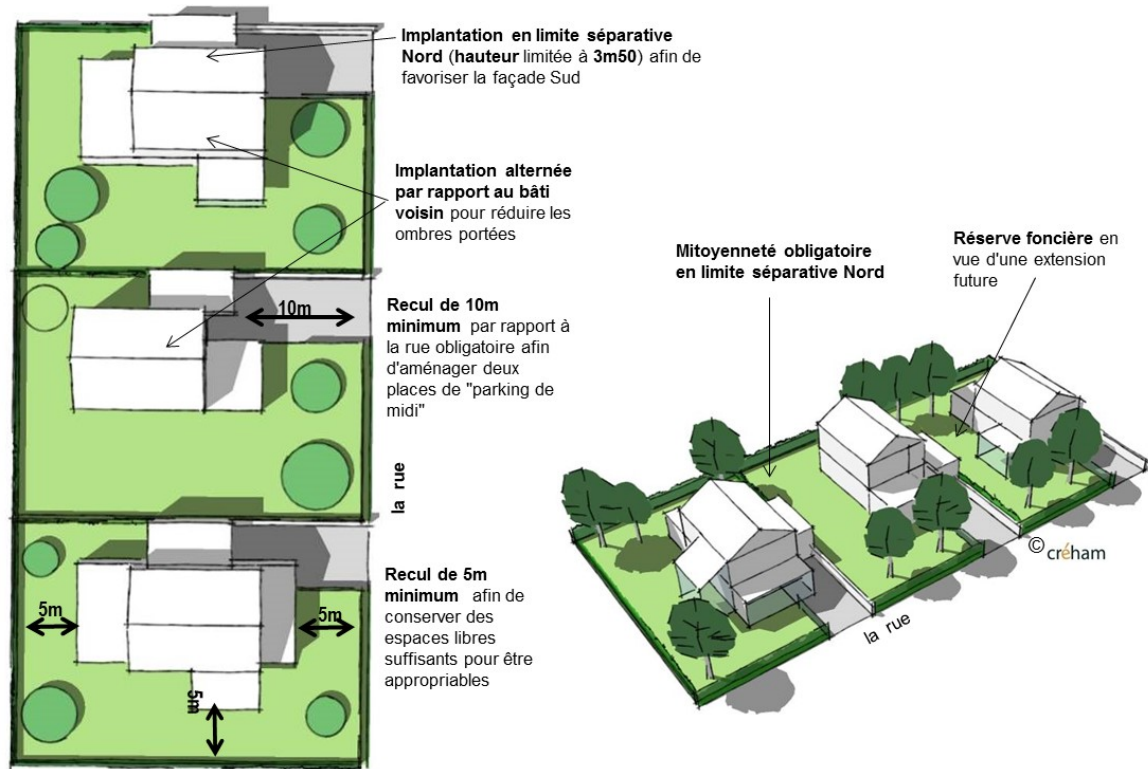 Implantation en limite séparative
Nord (hauteur limitée à 3m50) afin de
favoriser la façade Sud
Implantation alternée
par rapport au bâti
voisin pour réduire les
ombres portées
10m
Recul de 10m
minimum par rapport à
la rue obligatoire afin
d'aménager deux
places de "parking de
midi"
la rue
Recul de 5m
minimum afin de
conserver des
espaces libres
suffisants pour être
appropriables
5m
5m
5m
Mitoyenneté obligatoire
en limite séparative Nord
Réserve foncière en
vue d'une extension
future
la rue
© créham